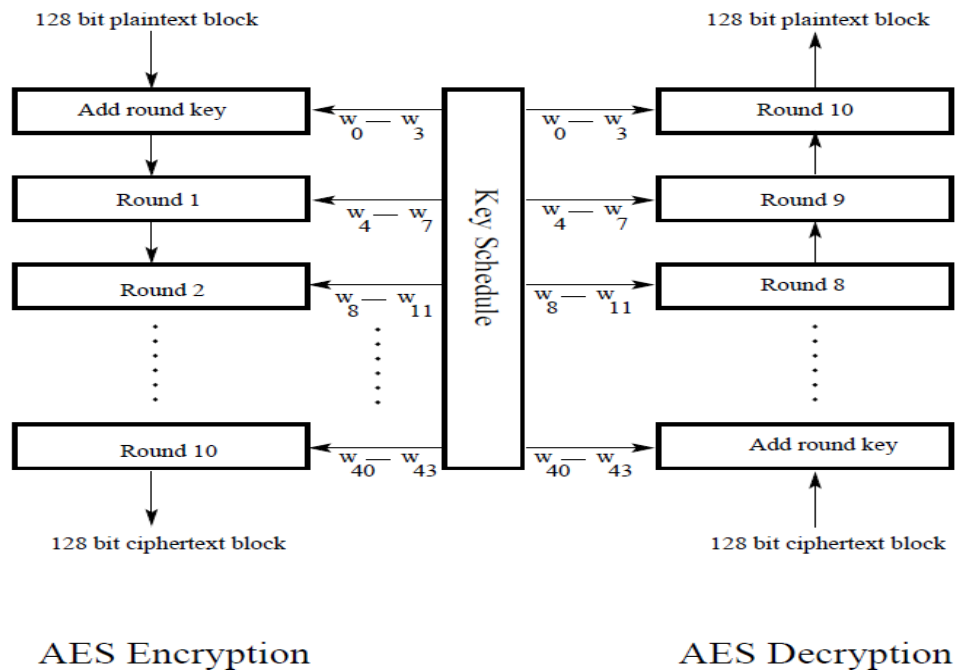 128 bit plaintext block
128 bit plaintext block
Add round key
w0 — w3
w0 — w3
Round 10
Round 1
w4 — w7
Key Schedule
w4 — w7
Round 9
Round 2
w8 — w11
w8 — w11
Round 8
Round 10
w40 — w43
w40 — w43
Add round key
128 bit ciphertext block
128 bit ciphertext block
AES Encryption
AES Decryption